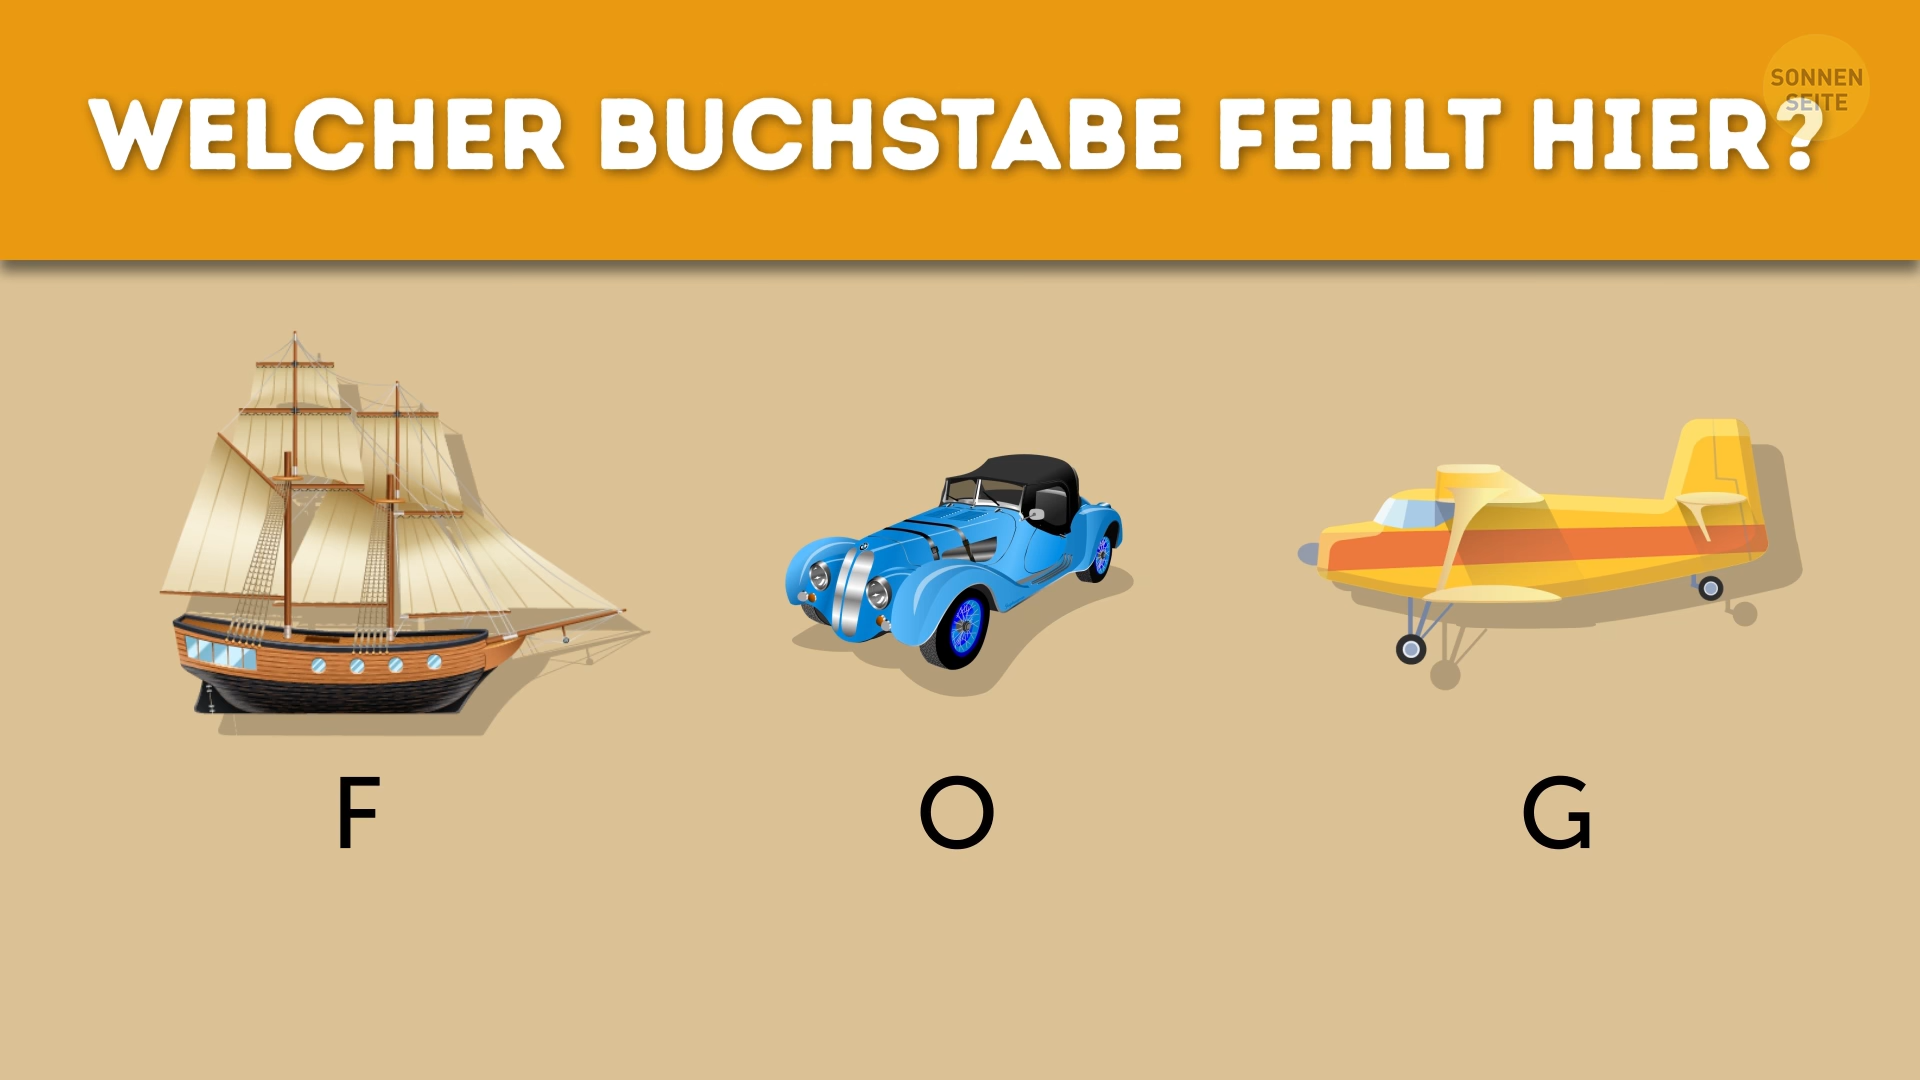 SONNEN
SEITE
WELCHER BUCHSTABE FEHLT HIER?
F O G